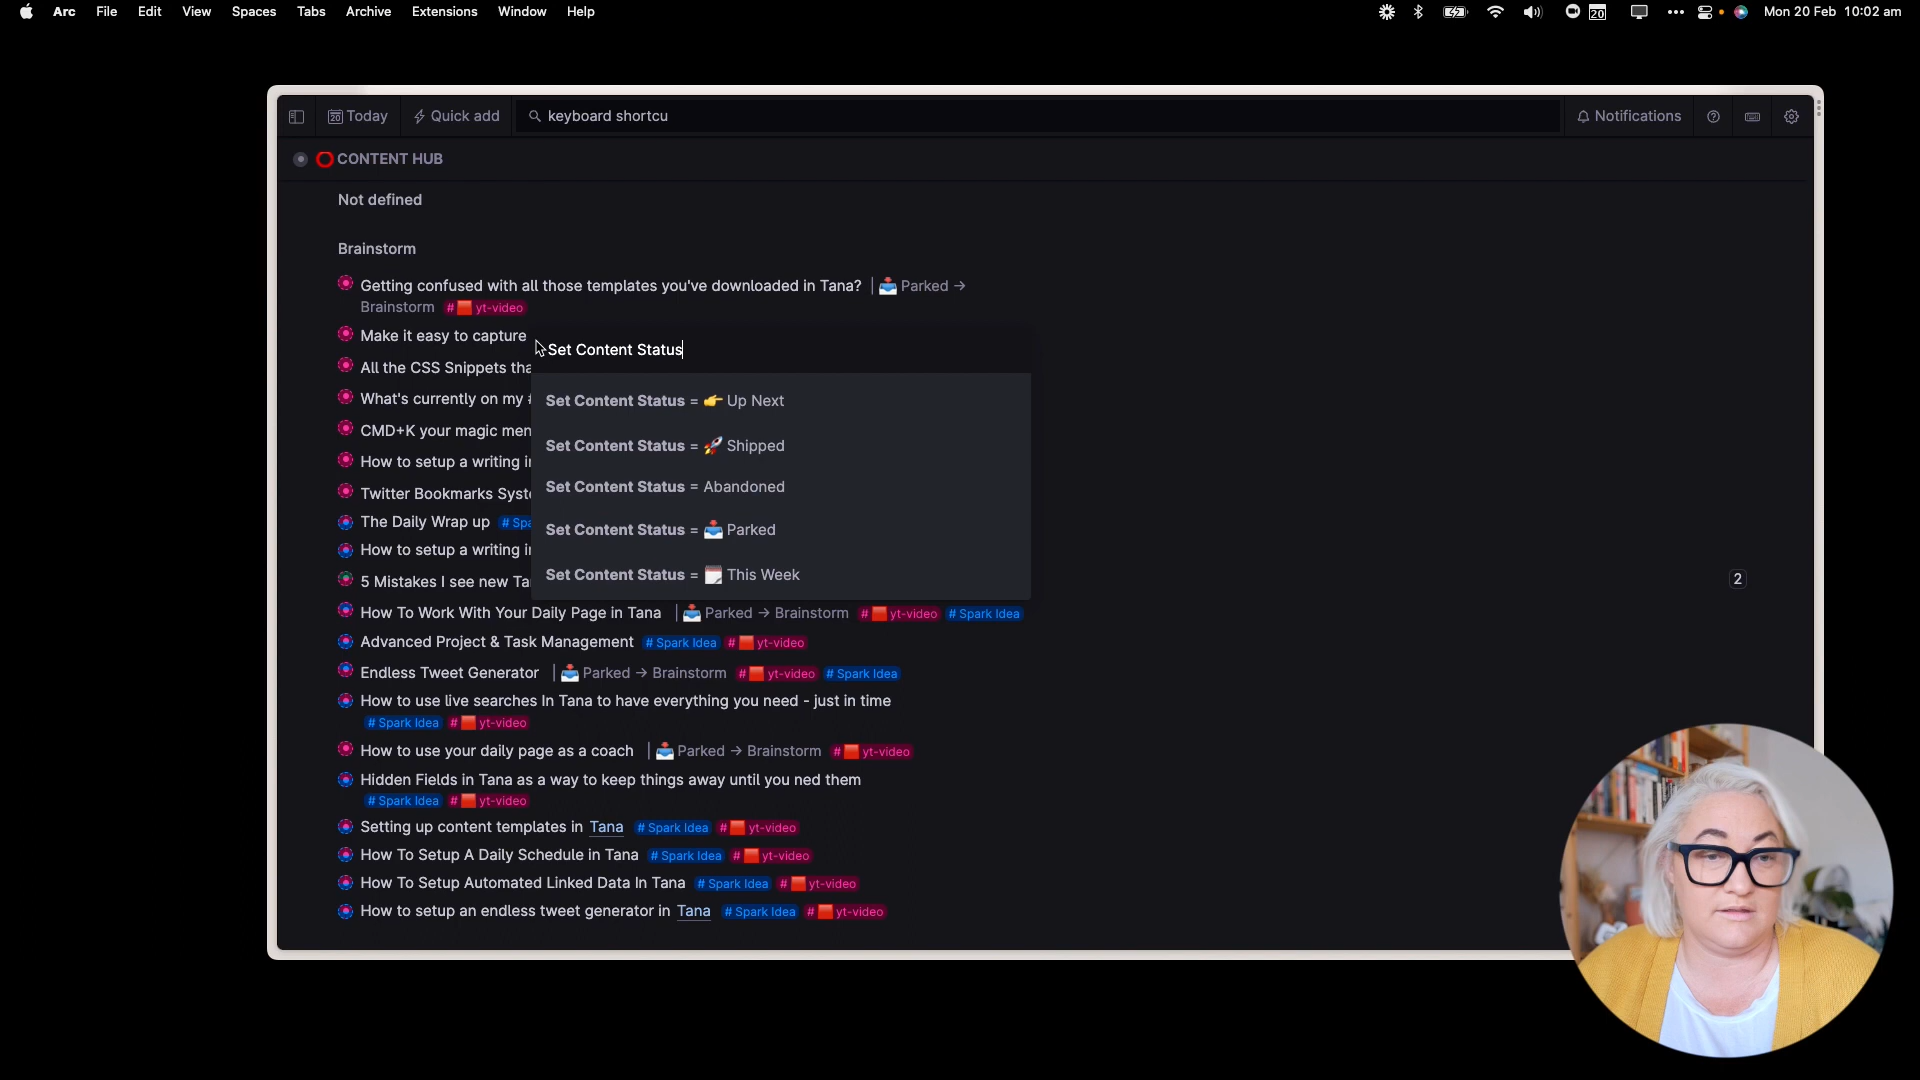 Arc File Edit View Spaces Tabs Archive Extensions Window Help
20 Mon 20 Feb 10:02 am
20 Today Quick add keyboard shortcu Notifications
CONTENT HUB
Not defined
Brainstorm
Getting confused with all those templates you've downloaded in Tana? | 📥 Parked →
Brainstorm #🟥 yt-video
Make it easy to capture
Set Content Status
All the CSS Snippets tha
What's currently on my
Set Content Status = 👉 Up Next
CMD+K your magic men
Set Content Status = 🚀 Shipped
How to setup a writing i
Set Content Status = Abandoned
Twitter Bookmarks Syst
The Daily Wrap up # Spa
Set Content Status = 📥 Parked
How to setup a writing i
Set Content Status = 🗒️ This Week
5 Mistakes I see new Ta
2
How To Work With Your Daily Page in Tana | 📥 Parked → Brainstorm #🟥 yt-video # Spark Idea
Advanced Project & Task Management # Spark Idea #🟥 yt-video
Endless Tweet Generator | 📥 Parked → Brainstorm #🟥 yt-video # Spark Idea
How to use live searches In Tana to have everything you need - just in time
# Spark Idea #🟥 yt-video
How to use your daily page as a coach | 📥 Parked → Brainstorm #🟥 yt-video
Hidden Fields in Tana as a way to keep things away until you ned them
# Spark Idea #🟥 yt-video
Setting up content templates in Tana # Spark Idea #🟥 yt-video
How To Setup A Daily Schedule in Tana # Spark Idea #🟥 yt-video
How To Setup Automated Linked Data In Tana # Spark Idea #🟥 yt-video
How to setup an endless tweet generator in Tana # Spark Idea #🟥 yt-video